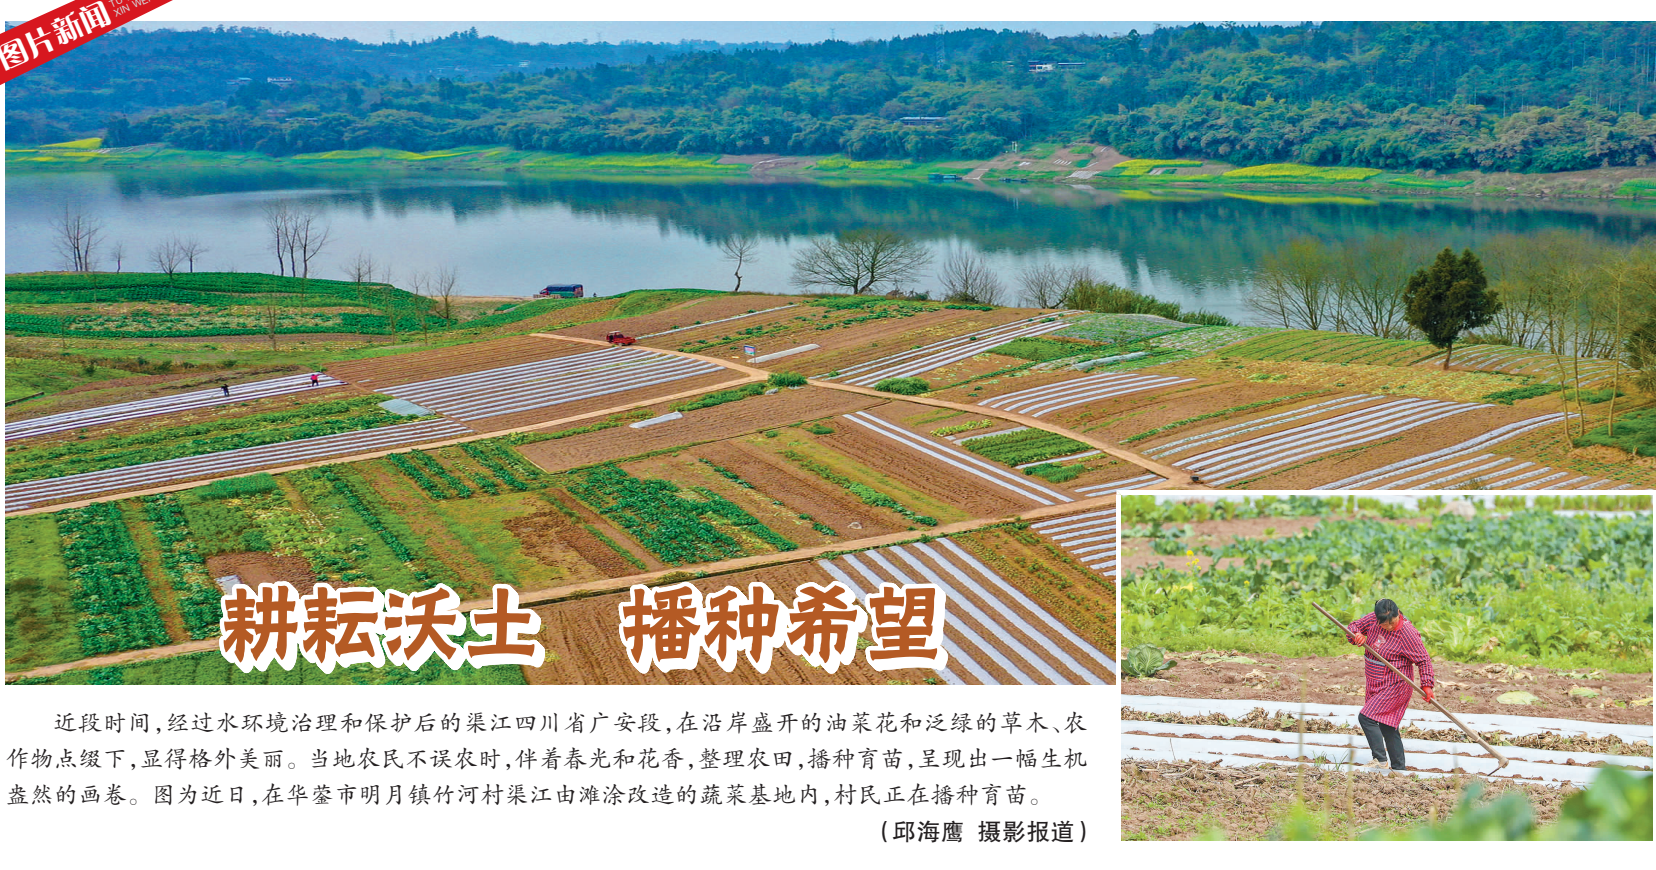 图片新闻
耕耘沃土 播种希望
近段时间，经过水环境治理和保护后的渠江四川省广安段，在沿岸盛开的油菜花和泛绿的草木、农
作物点缀下，显得格外美丽。当地农民不误农时，伴着春光和花香，整理农田，播种育苗，呈现出一幅生机
盎然的画卷。图为近日，在华蓥市明月镇竹河村渠江由滩涂改造的蔬菜基地内，村民正在播种育苗。
（邱海鹰 摄影报道）